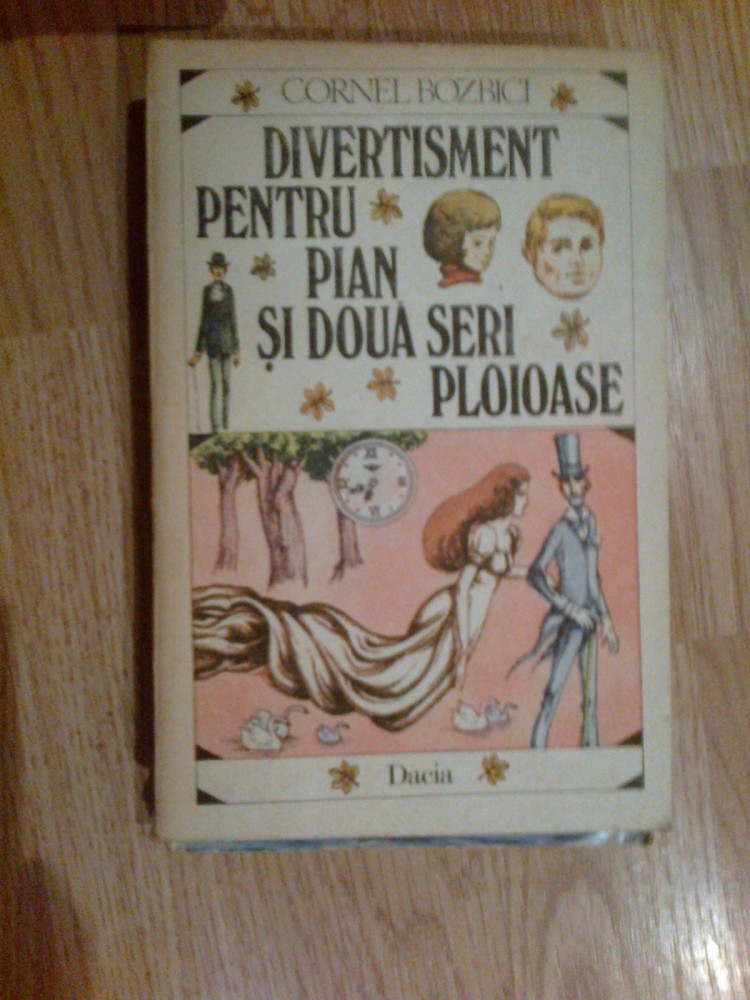 CORNEL BOZBICI
DIVERTISMENT
PENTRU
PIAN
ȘI DOUĂ SERI
PLOIOASE
Dacia